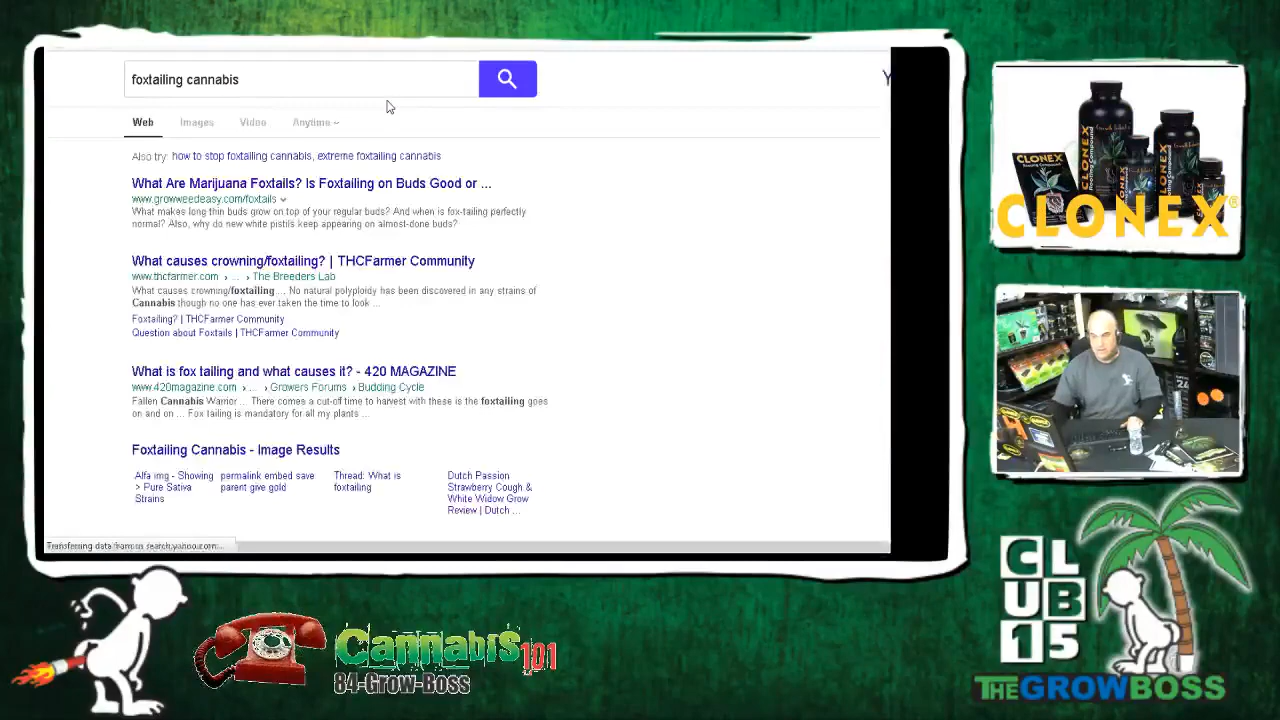 foxtailing cannabis
Web Images Video Anytime
Also try: how to stop foxtailing cannabis, extreme foxtailing cannabis
What Are Marijuana Foxtails? Is Foxtailing on Buds Good or ...
www.growweedeasy.com/foxtails
What makes long thin buds grow on top of your regular buds? And when is fox-tailing perfectly
normal? Also, why do new white pistils keep appearing on almost-done buds?
What causes crowning/foxtailing? | THCFarmer Community
www.thcfarmer.com › ... › The Breeders Lab
What causes crowning/foxtailing ... No natural polyploidy has been discovered in any strains of
Cannabis though no one has ever taken the time to look ...
Foxtailing? | THCFarmer Community
Question about Foxtails | THCFarmer Community
What is fox tailing and what causes it? - 420 MAGAZINE
www.420magazine.com › ... › Growers Forums › Budding Cycle
Fallen Cannabis Warrior ... There comes a cut-off time to harvest with these is the foxtailing goes
on and on ... Fox tailing is mandatory for all my plants ...
Foxtailing Cannabis - Image Results
Alfa img - Showing
> Pure Sativa
Strains
permalink embed save
parent give gold
Thread: What is
foxtailing
Dutch Passion
Strawberry Cough &
White Widow Grow
Review | Dutch ...
Transferring data from search.yahoo.com...
CLONEX
CLONEX®
Cannabis 101
84-Grow-Boss
CL
UB
15
THEGROWBOSS